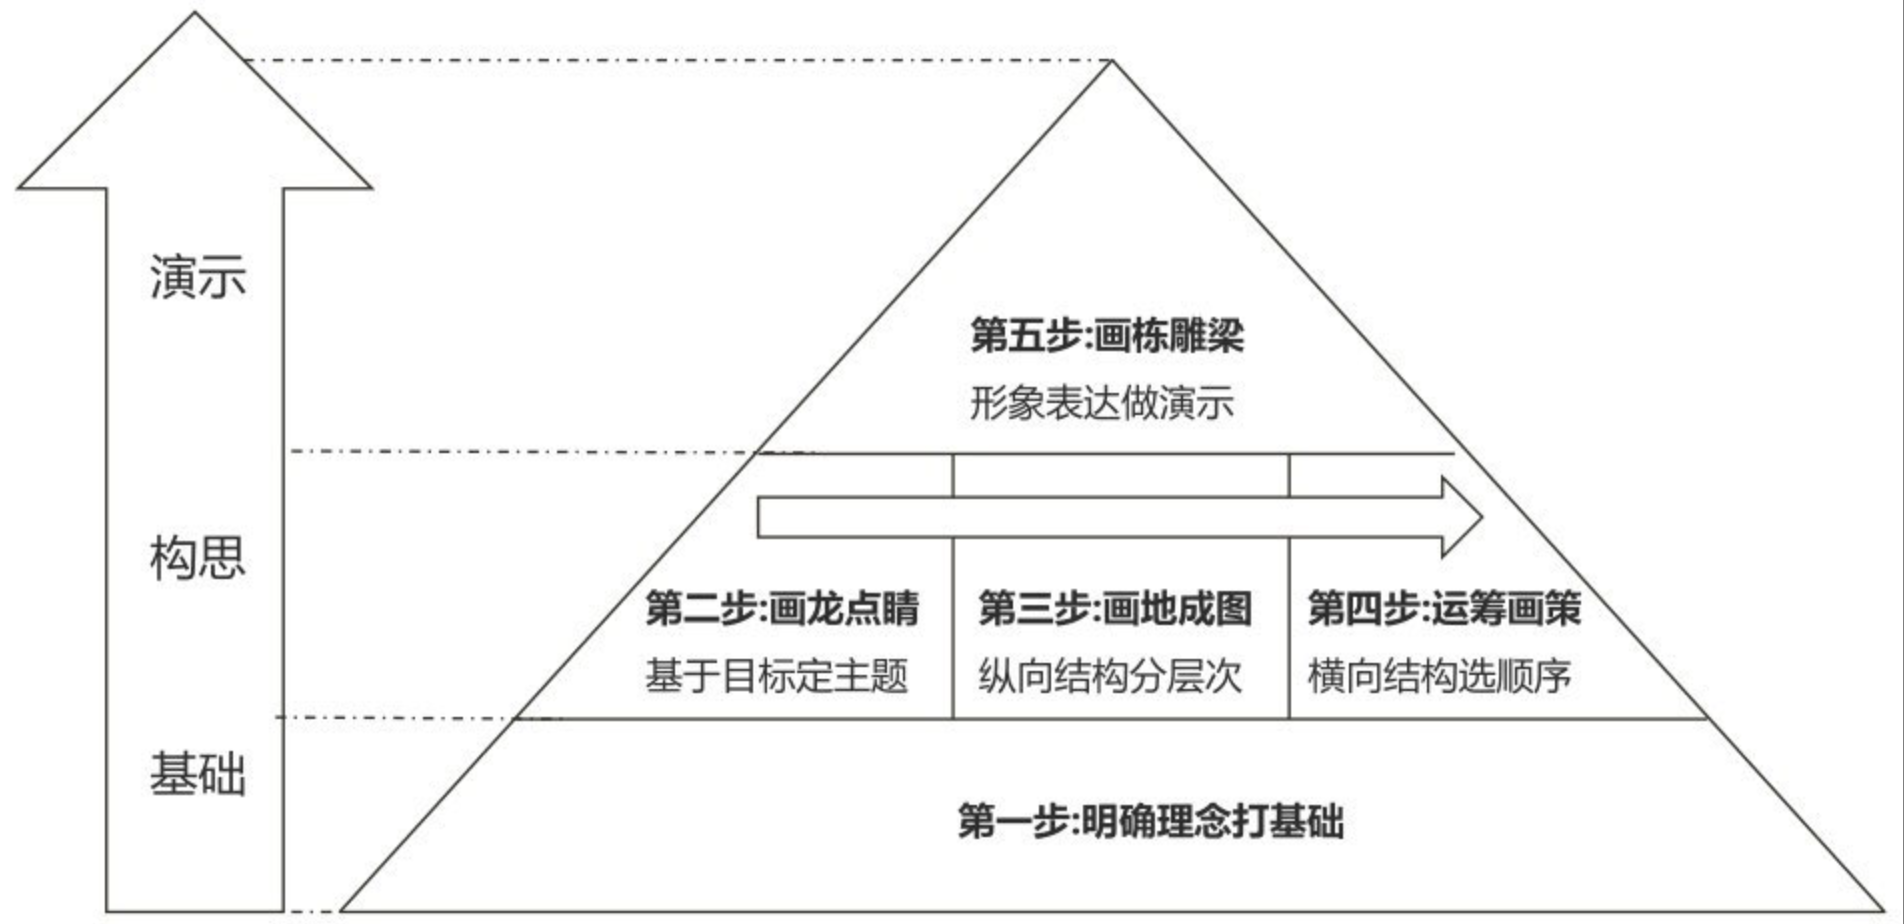 演示
第五步:画栋雕梁
形象表达做演示
构思
第二步:画龙点睛
基于目标定主题
第三步:画地成图
纵向结构分层次
第四步:运筹画策
横向结构选顺序
基础
第一步:明确理念打基础